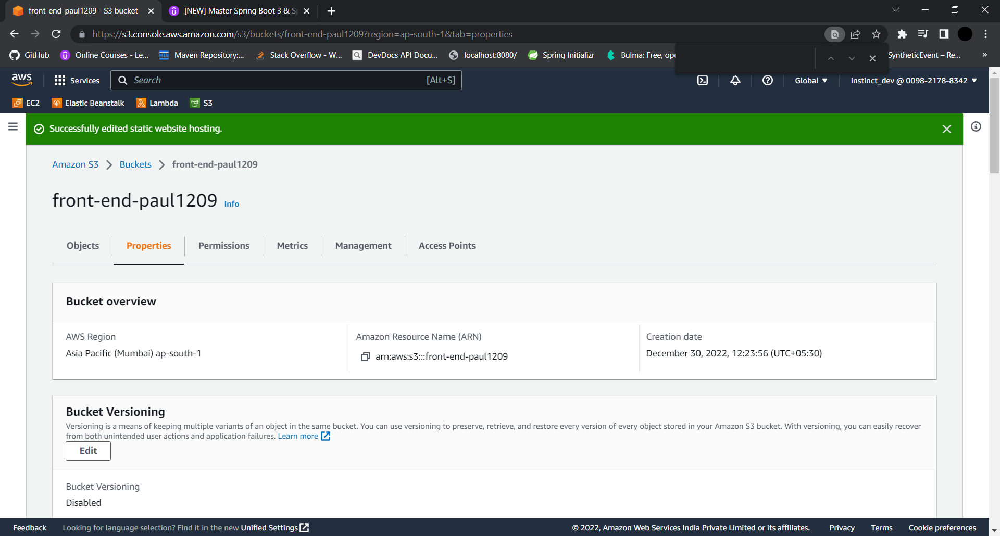 front-end-paul1209 - S3 bucket
[NEW] Master Spring Boot 3 & Sp
https://s3.console.aws.amazon.com/s3/buckets/front-end-paul1209?region=ap-south-1&tab=properties
GitHub
Online Courses - Le...
Maven Repository:...
Stack Overflow - W...
DevDocs API Docu...
localhost:8080/
Spring Initializr
Bulma: Free, ope
SyntheticEvent – Re...
»
aws
Services
Search
[Alt+S]
Global
instinct_dev @ 0098-2178-8342
EC2
Elastic Beanstalk
Lambda
S3
Successfully edited static website hosting.
Amazon S3
Buckets
front-end-paul1209
front-end-paul1209 Info
Objects
Properties
Permissions
Metrics
Management
Access Points
Bucket overview
AWS Region
Asia Pacific (Mumbai) ap-south-1
Amazon Resource Name (ARN)
arn:aws:s3:::front-end-paul1209
Creation date
December 30, 2022, 12:23:56 (UTC+05:30)
Bucket Versioning
Versioning is a means of keeping multiple variants of an object in the same bucket. You can use versioning to preserve, retrieve, and restore every version of every object stored in your Amazon S3 bucket. With versioning, you can easily recover
from both unintended user actions and application failures. Learn more
Edit
Bucket Versioning
Disabled
Feedback
Looking for language selection? Find it in the new Unified Settings
© 2022, Amazon Web Services India Private Limited or its affiliates.
Privacy
Terms
Cookie preferences